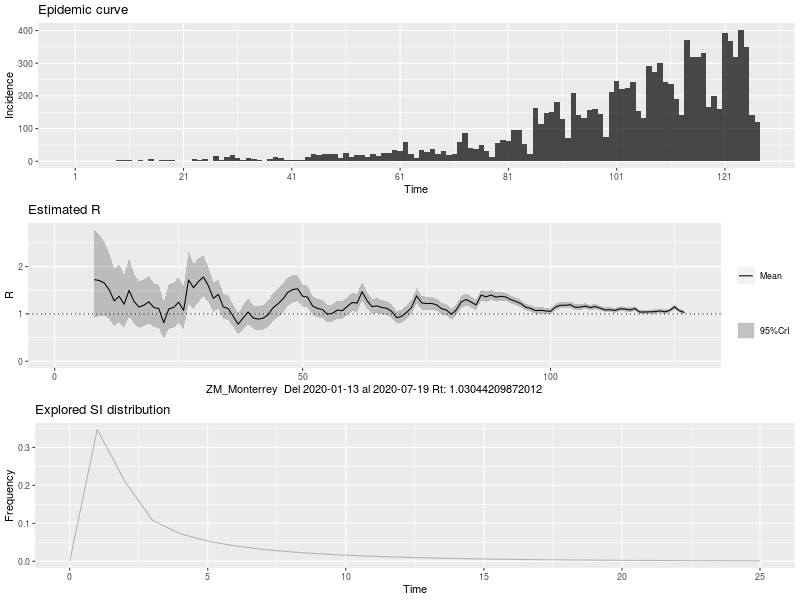 Epidemic curve
400
300
200
100
0
Incidence
1 21 41 61 81 101 121
Time
Estimated R
2
1
0
R
Mean
95%CrI
0 50 100
ZM_Monterrey Del 2020-01-13 al 2020-07-19 Rt: 1.03044209872012
Explored SI distribution
0.3
0.2
0.1
0.0
Frequency
0 5 10 15 20 25
Time